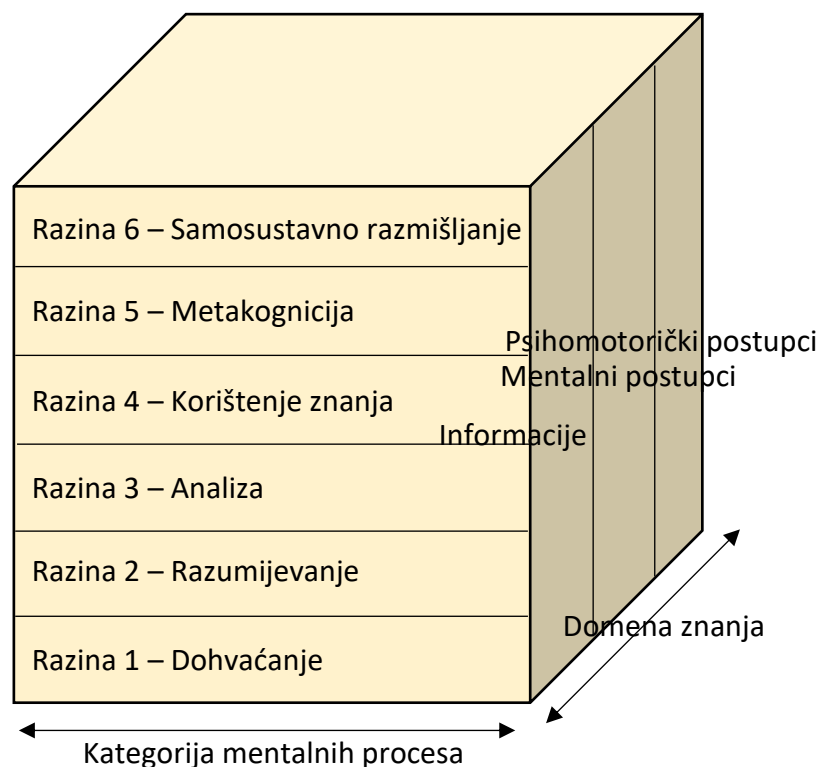 Razina 6 – Samosustavno razmišljanje
Razina 5 – Metakognicija
Psihomotorički postupci
Mentalni postupci
Razina 4 – Korištenje znanja
Informacije
Razina 3 – Analiza
Razina 2 – Razumijevanje
Domena znanja
Razina 1 – Dohvaćanje
Kategorija mentalnih procesa